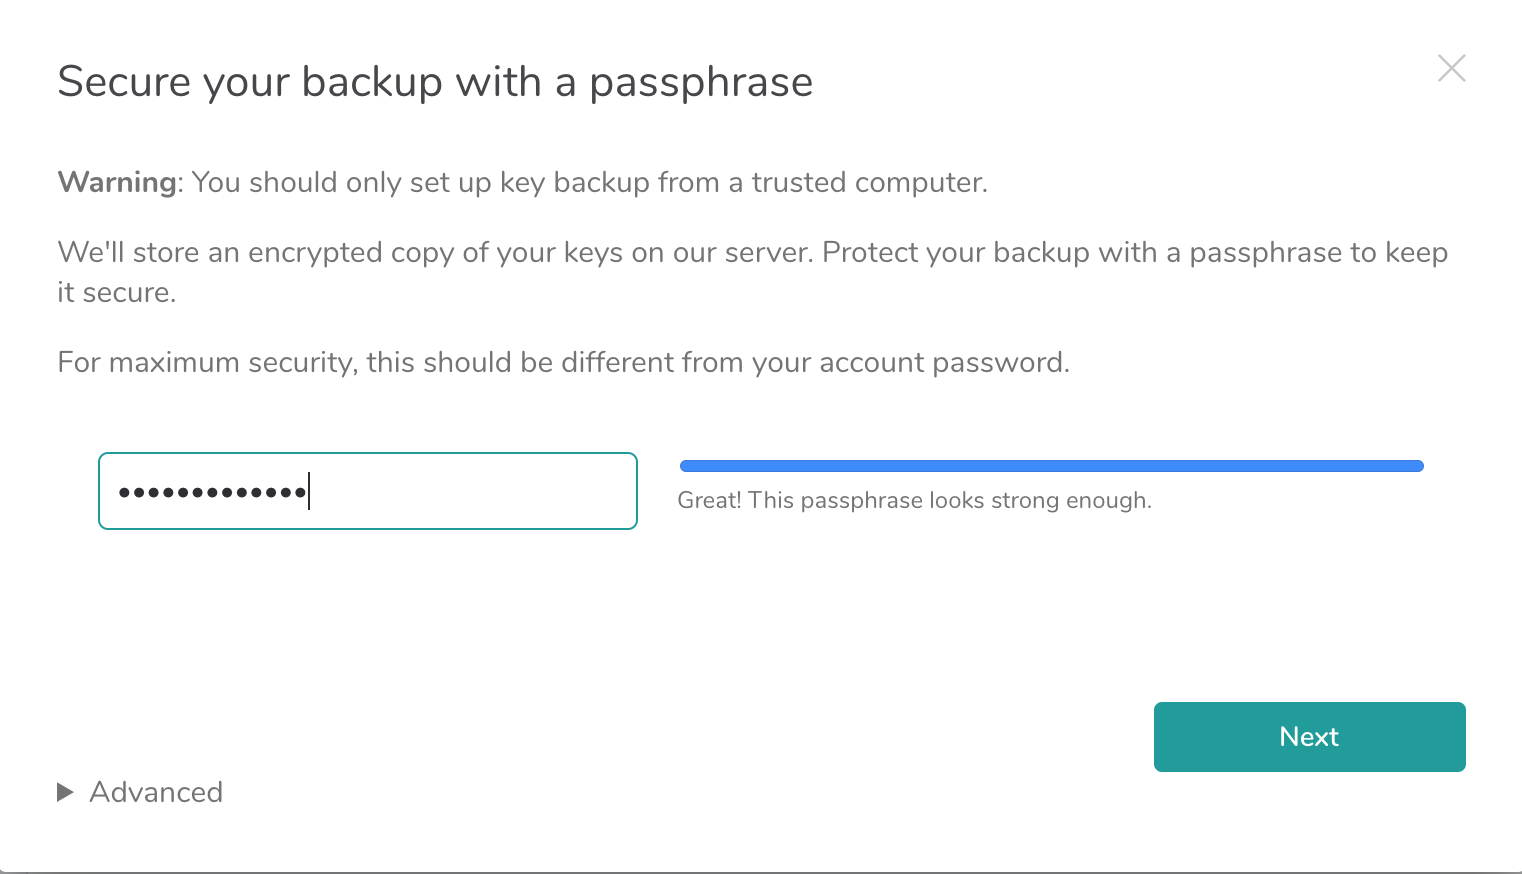 Secure your backup with a passphrase
Warning: You should only set up key backup from a trusted computer.
We'll store an encrypted copy of your keys on our server. Protect your backup with a passphrase to keep
it secure.
For maximum security, this should be different from your account password.
•••••••••••••
Great! This passphrase looks strong enough.
Next
Advanced